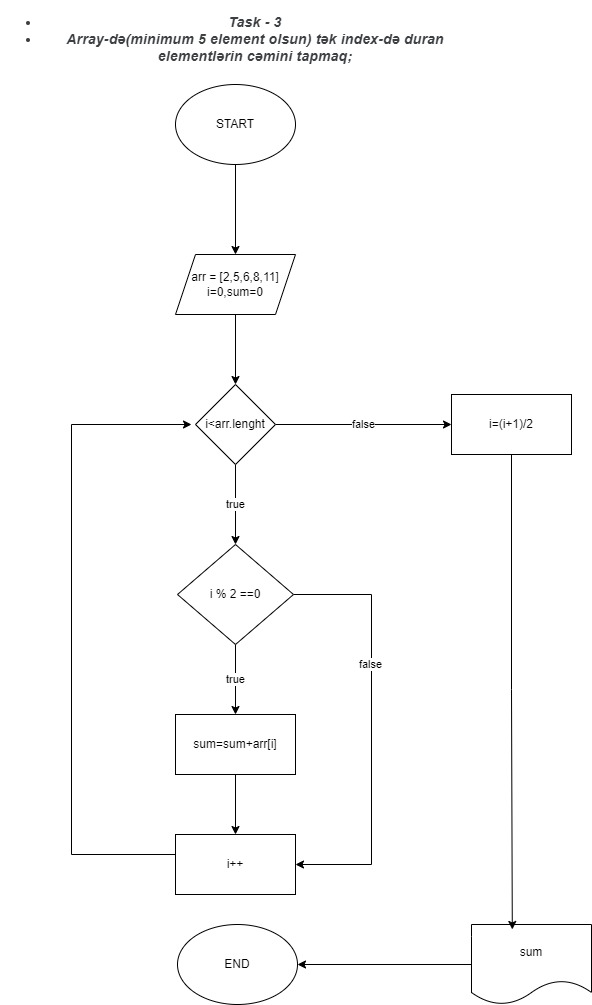 Task - 3
Array-də(minimum 5 element olsun) tək index-də duran
elementlərin cəmini tapmaq;
START
arr = [2,5,6,8,11]
i=0,sum=0
i<arr.lenght
false
i=(i+1)/2
true
i % 2 ==0
false
true
sum=sum+arr[i]
i++
sum
END